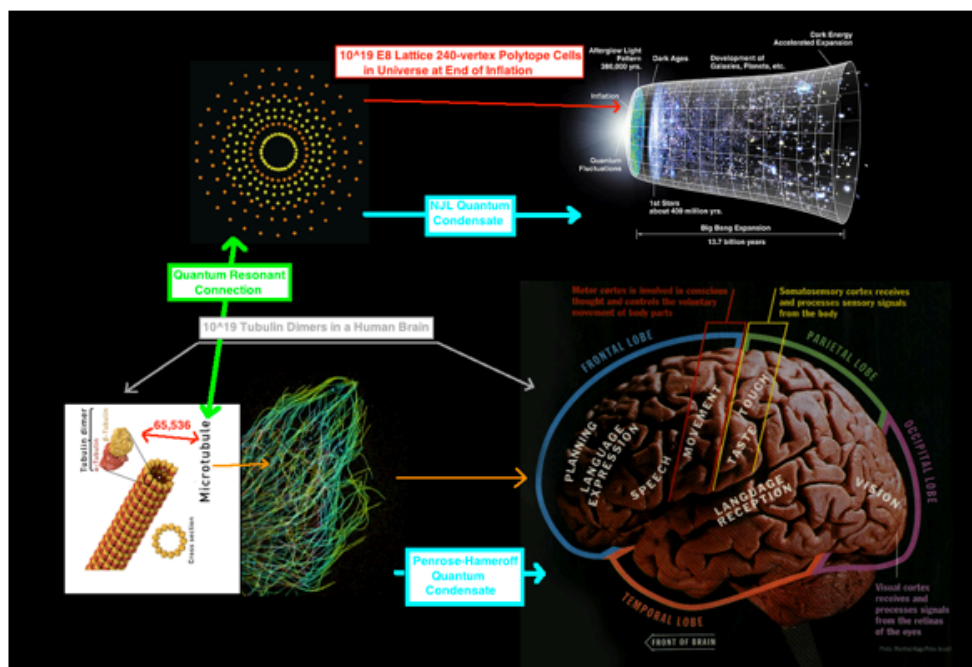 10^19 E8 Lattice 240-vertex Polytope Cells
in Universe at End of Inflation
Afterglow Light
Pattern
380,000 yrs.
Dark Ages
Development of
Galaxies, Planets, etc.
Dark Energy
Accelerated Expansion
Inflation
Quantum
Fluctuations
1st Stars
about 400 million yrs.
Big Bang Expansion
13.7 billion years
NJL Quantum
Condensate
Quantum Resonant
Connection
10^19 Tubulin Dimers in a Human Brain
Tubulin dimer
α-Tubulin
β-Tubulin
65,536
Microtubule
Cross section
Penrose-Hameroff
Quantum
Condensate
Motor cortex is involved in conscious
thought and controls the voluntary
movement of body parts
Somatosensory cortex receives
and processes sensory signals
from the body
FRONTAL LOBE
PARIETAL LOBE
OCCIPITAL LOBE
TEMPORAL LOBE
PLANNING
LANGUAGE
EXPRESSION
SPEECH
MOVEMENT
TOUCH
TASTE
LANGUAGE
RECEPTION
VISION
Visual cortex
receives and
processes signals
from the retinas
of the eyes
FRONT OF BRAIN